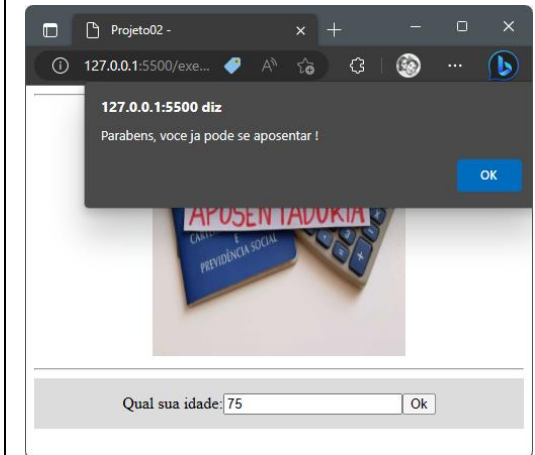 Projeto02 -
127.0.0.1:5500/exe...
127.0.0.1:5500 diz
Parabens, voce ja pode se aposentar !
OK
APOSENTADORIA
E
PREVIDÊNCIA SOCIAL
Qual sua idade: 75 Ok